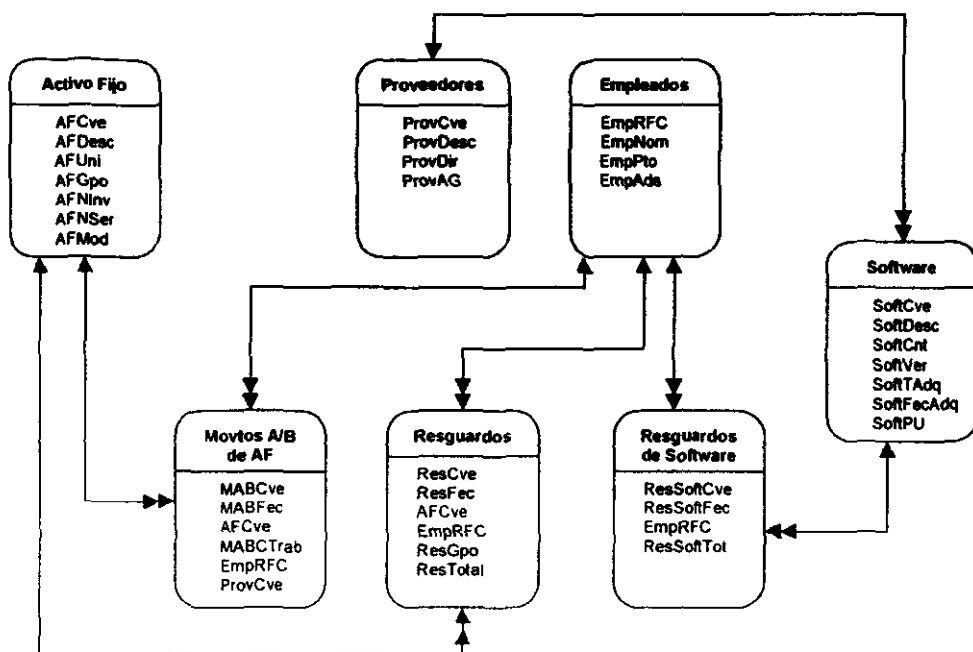 Activo Fijo
AFCve
AFDesc
AFUni
AFGpo
AFNInv
AFNSer
AFMod
Proveedores
ProvCve
ProvDesc
ProvDir
ProvAG
Empleados
EmpRFC
EmpNom
EmpPto
EmpAds
Software
SoftCve
SoftDesc
SoftCnt
SoftVer
SoftTAdq
SoftFecAdq
SoftPU
Movtos A/B
de AF
MABCve
MABFec
AFCve
MABCTrab
EmpRFC
ProvCve
Resguardos
ResCve
ResFec
AFCve
EmpRFC
ResGpo
ResTotal
Resguardos
de Software
ResSoftCve
ResSoftFec
EmpRFC
ResSoftTot